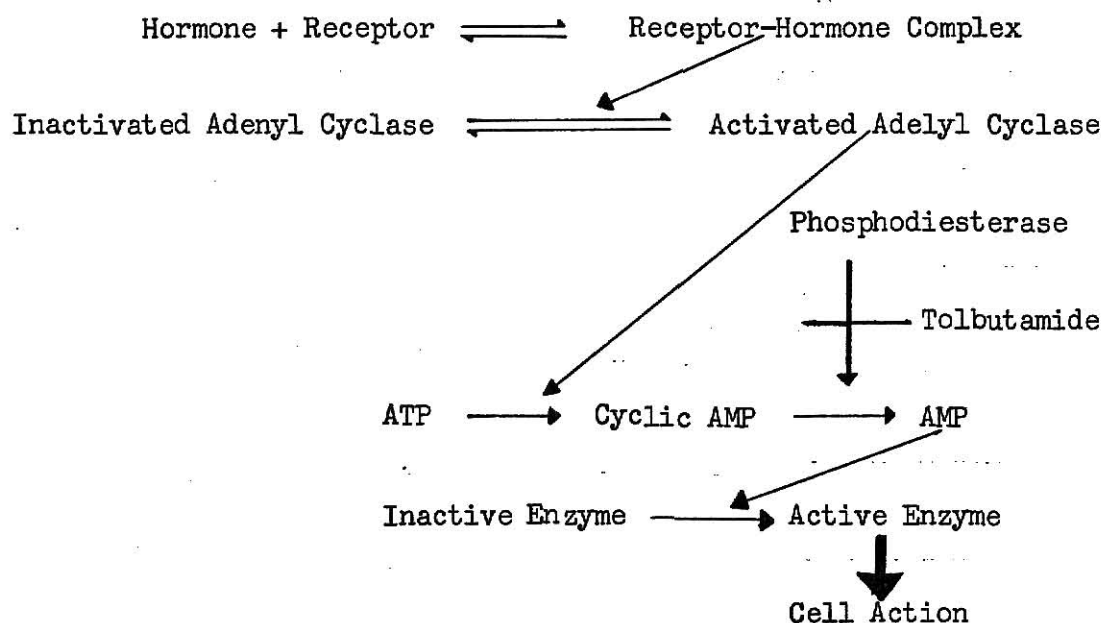 Hormone + Receptor Receptor-Hormone Complex
Inactivated Adenyl Cyclase Activated Adelyl Cyclase
Phosphodiesterase
Tolbutamide
ATP Cyclic AMP AMP
Inactive Enzyme Active Enzyme
Cell Action